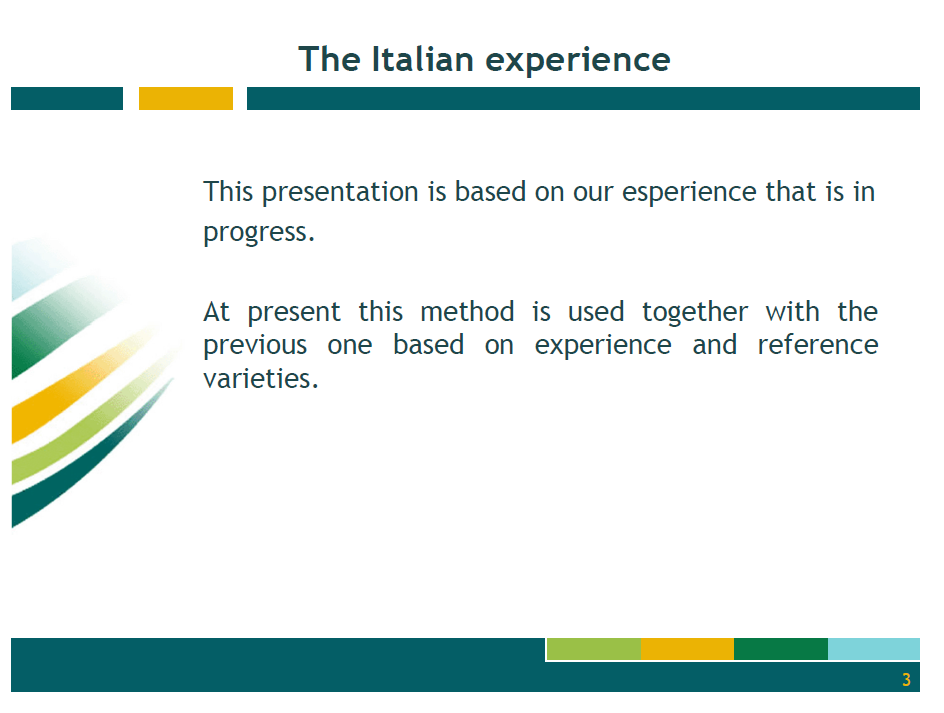 The Italian experience
This presentation is based on our esperience that is in
progress.
At present this method is used together with the
previous one based on experience and reference
varieties.
3